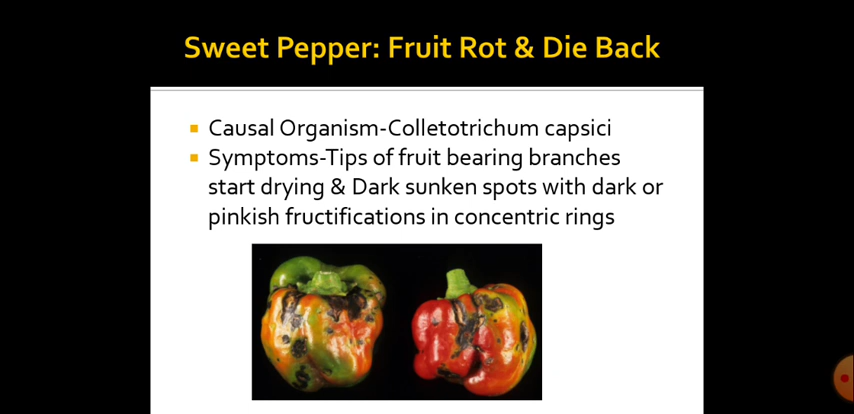 Sweet Pepper: Fruit Rot & Die Back
Causal Organism-Colletotrichum capsici
Symptoms-Tips of fruit bearing branches
start drying & Dark sunken spots with dark or
pinkish fructifications in concentric rings